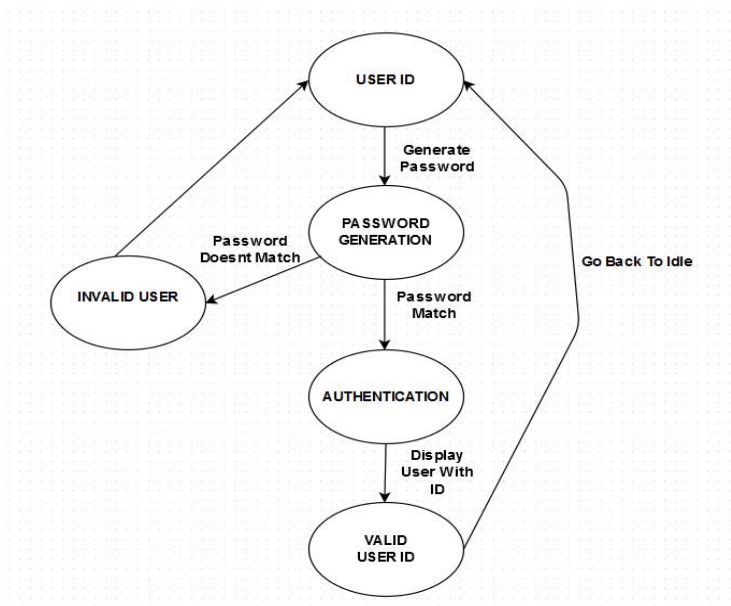 USER ID
Generate
Password
PASSWORD
GENERATION
Password
Doesnt Match
Go Back To Idle
INVALID USER
Password
Match
AUTHENTICATION
Display
User With
ID
VALID
USER ID